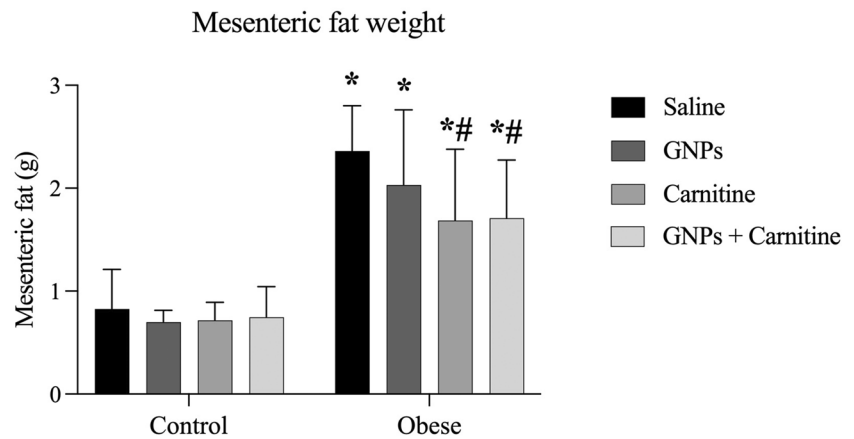 Mesenteric fat weight
Mesenteric fat (g)
3
2
1
0
* * *# *#
Control Obese
Saline
GNPs
Carnitine
GNPs + Carnitine